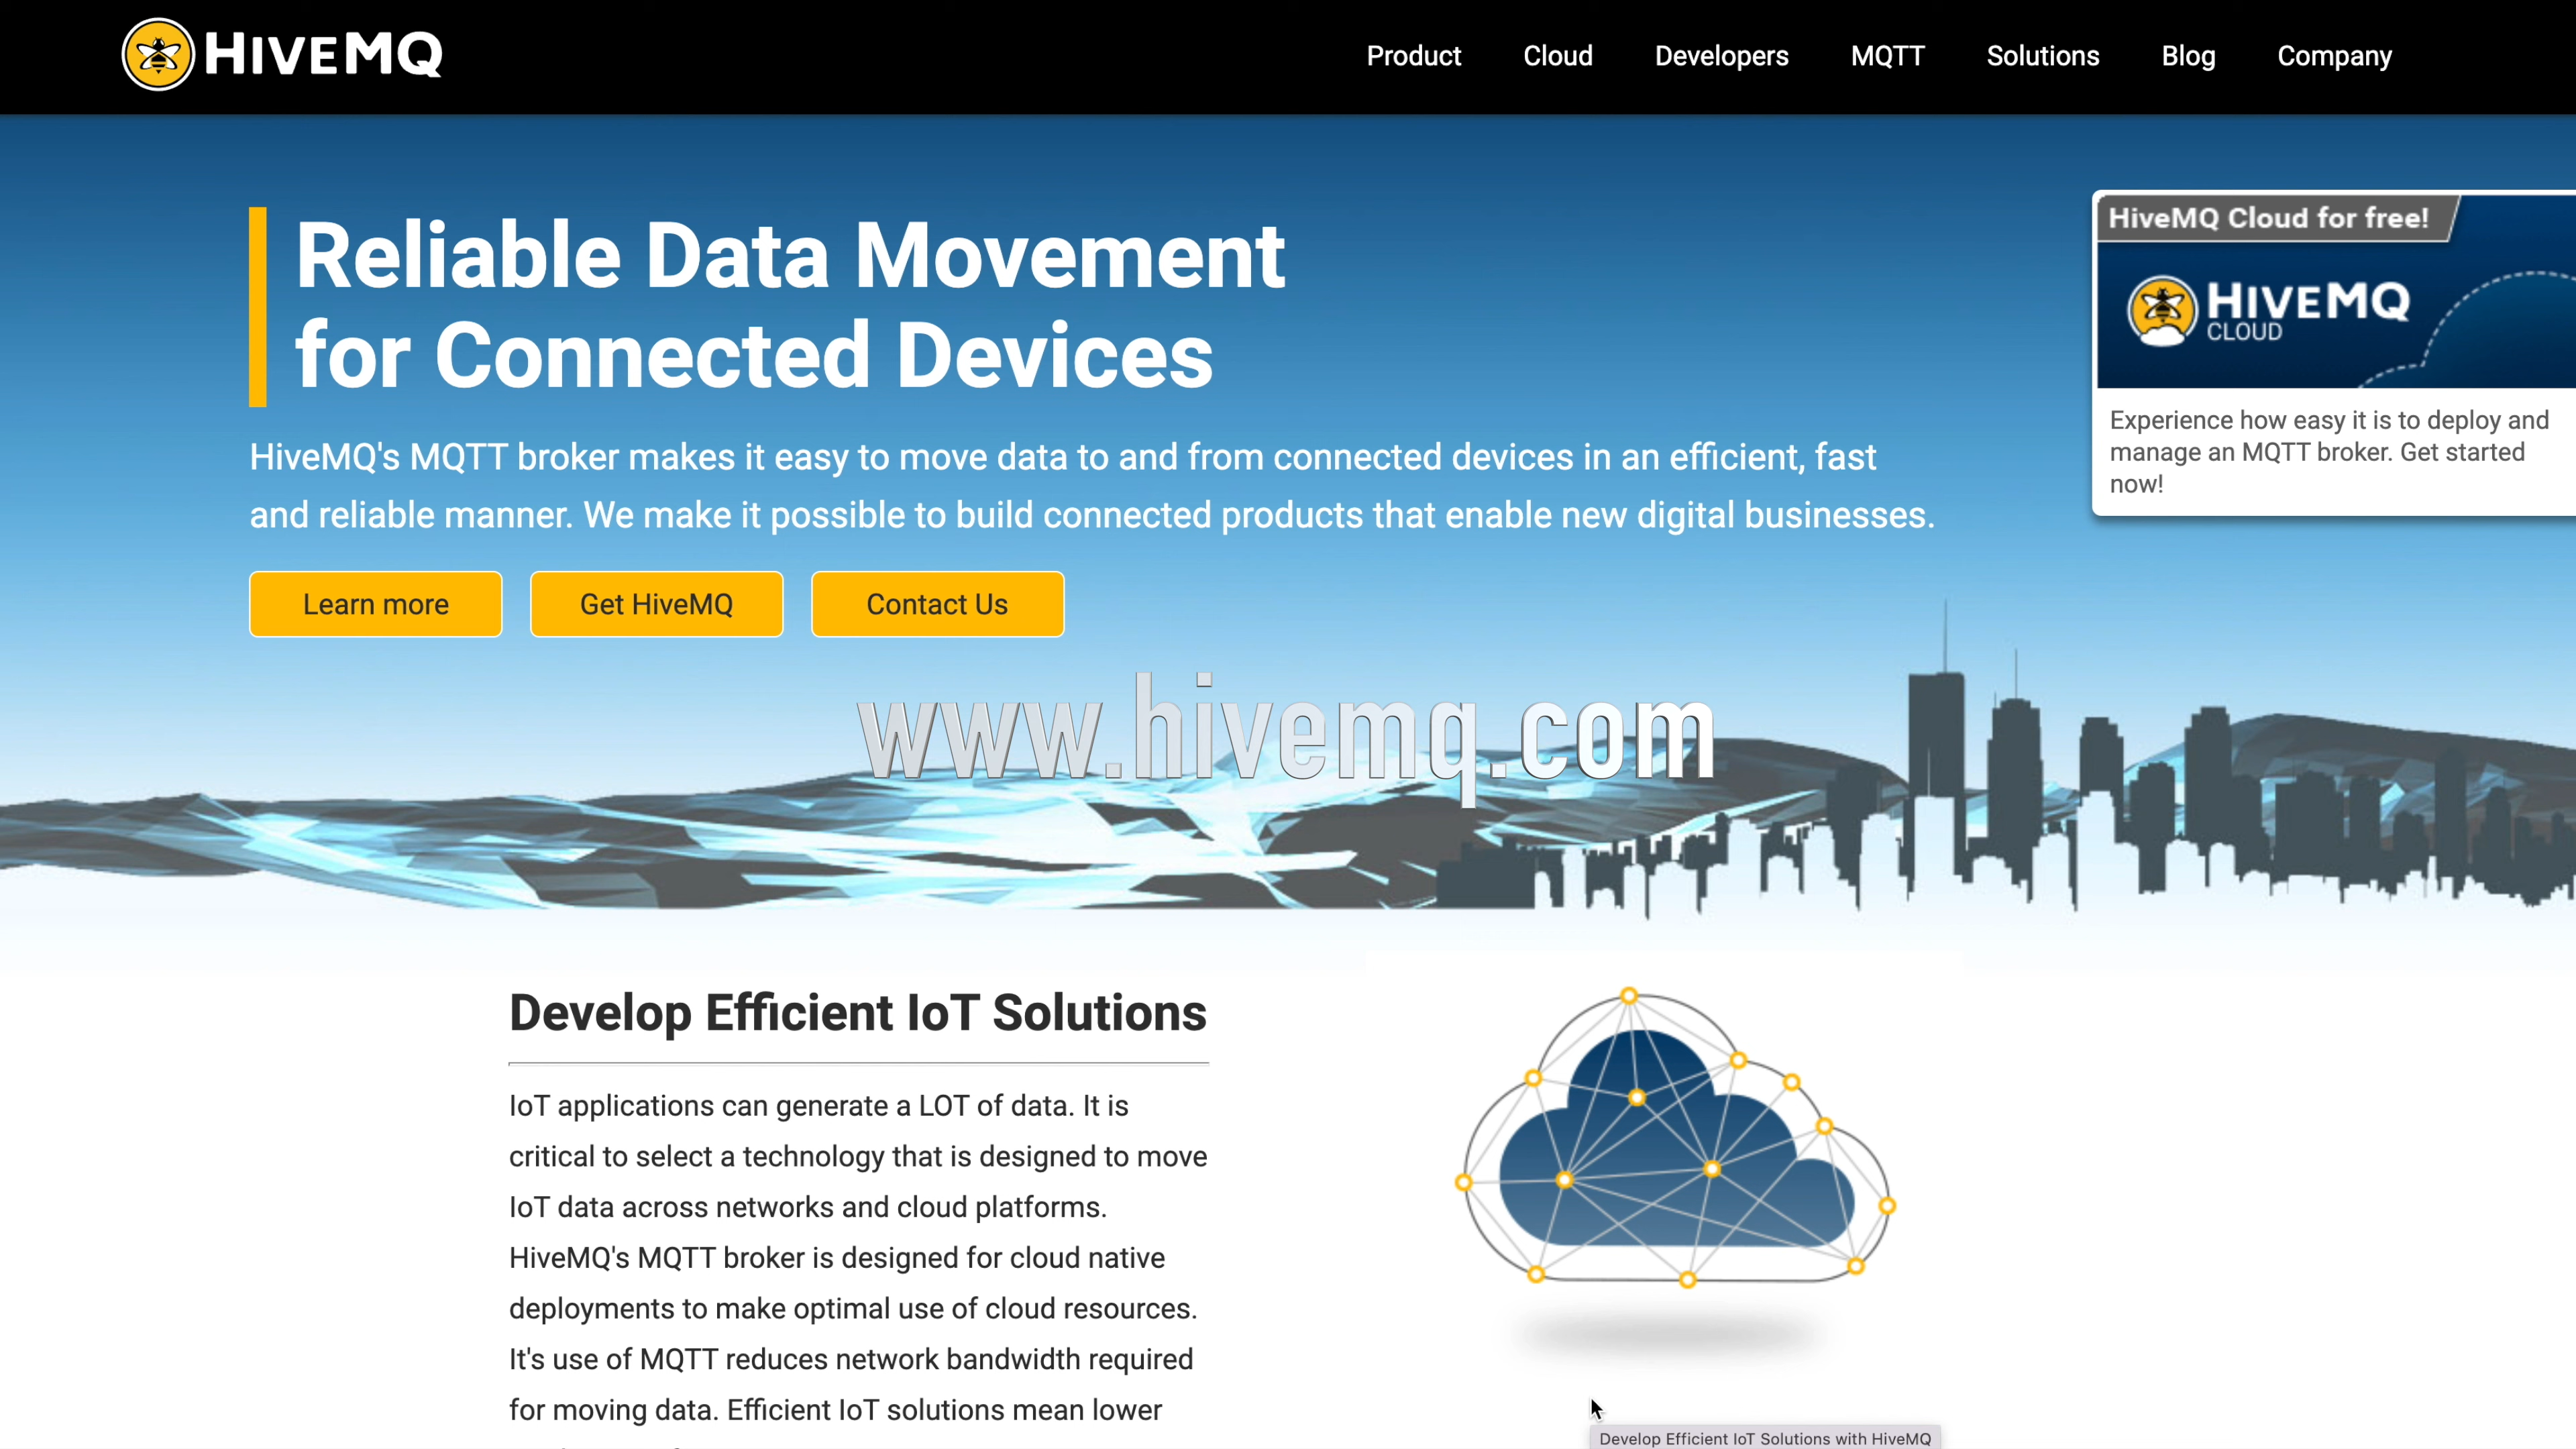 HIVEMQ
Product Cloud Developers MQTT Solutions Blog Company
Reliable Data Movement
for Connected Devices
HiveMQ's MQTT broker makes it easy to move data to and from connected devices in an efficient, fast
and reliable manner. We make it possible to build connected products that enable new digital businesses.
Learn more Get HiveMQ Contact Us
HiveMQ Cloud for free!
HIVEMQ
CLOUD
Experience how easy it is to deploy and
manage an MQTT broker. Get started
now!
www.hivemq.com
Develop Efficient IoT Solutions
IoT applications can generate a LOT of data. It is
critical to select a technology that is designed to move
IoT data across networks and cloud platforms.
HiveMQ's MQTT broker is designed for cloud native
deployments to make optimal use of cloud resources.
It's use of MQTT reduces network bandwidth required
for moving data. Efficient IoT solutions mean lower
Develop Efficient IoT Solutions with HiveMQ